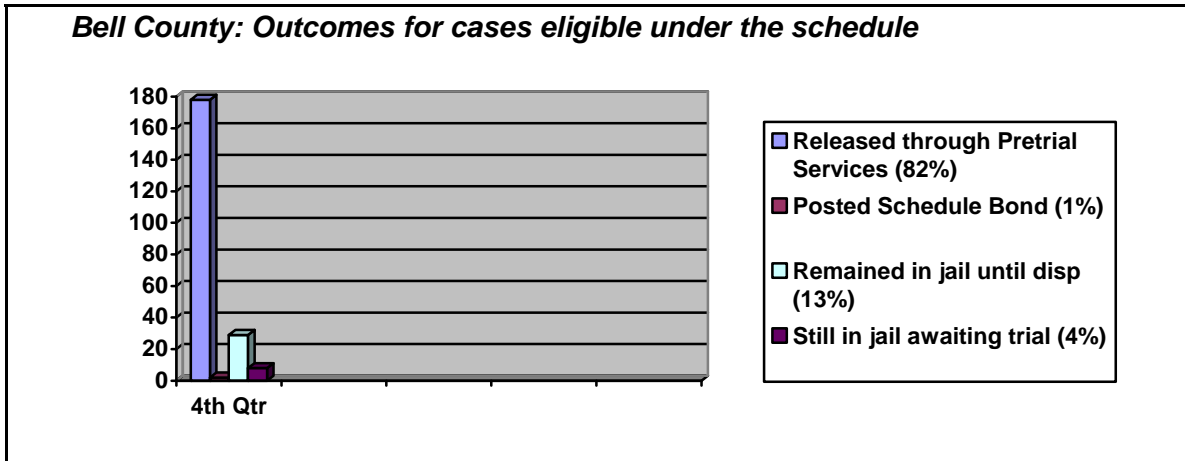 Bell County: Outcomes for cases eligible under the schedule
180
160
140
120
100
80
60
40
20
0
4th Qtr
Released through Pretrial
Services (82%)
Posted Schedule Bond (1%)
Remained in jail until disp
(13%)
Still in jail awaiting trial (4%)